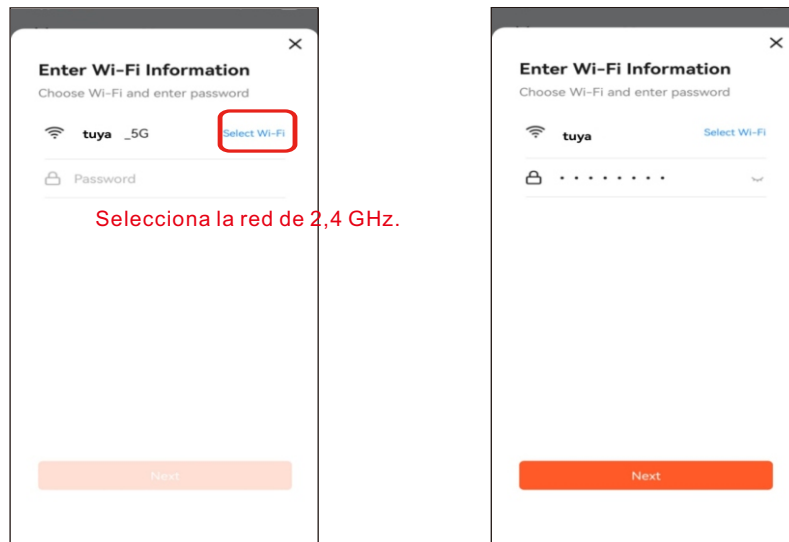 Enter Wi-Fi Information
Choose Wi-Fi and enter password
tuya _5G Select Wi-Fi
Password
Selecciona la red de 2,4 GHz.
Next
Enter Wi-Fi Information
Choose Wi-Fi and enter password
tuya Select Wi-Fi
Next